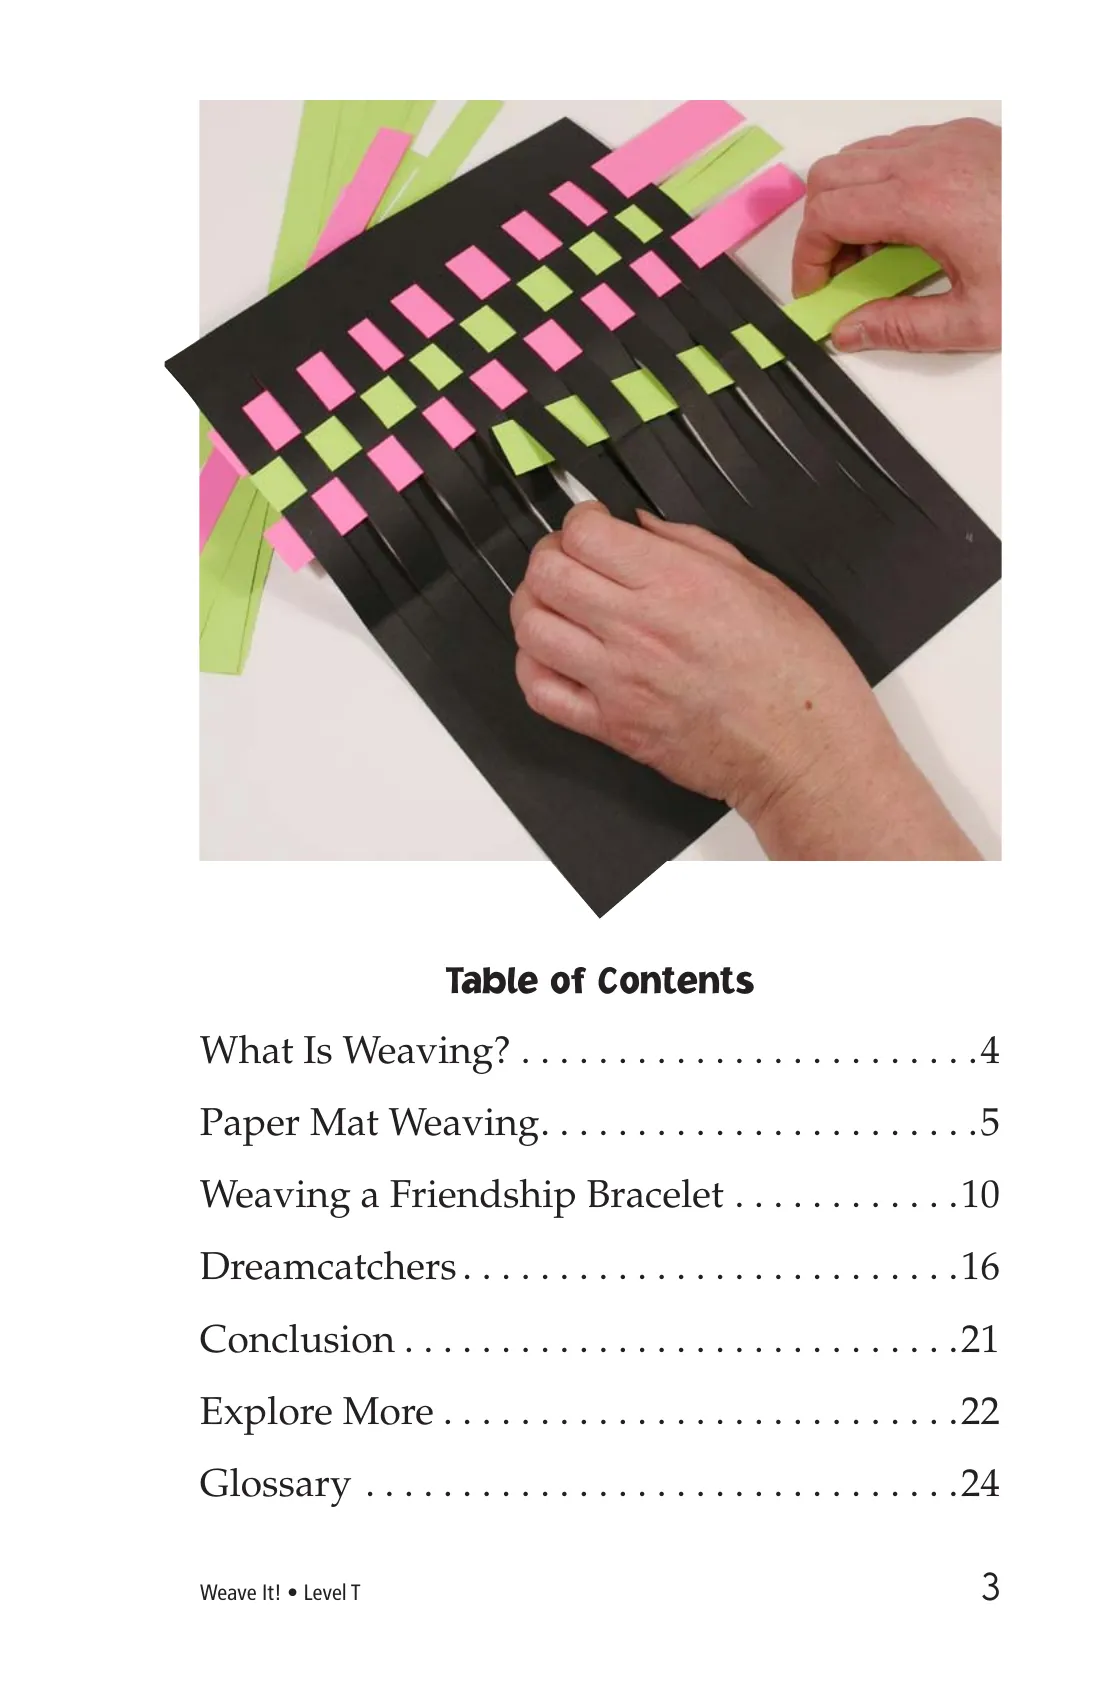 Table of Contents
What Is Weaving? . . . . . . . . . . . . . . . . . . . . . . . . 4
Paper Mat Weaving. . . . . . . . . . . . . . . . . . . . . . . 5
Weaving a Friendship Bracelet . . . . . . . . . . . . 10
Dreamcatchers . . . . . . . . . . . . . . . . . . . . . . . . . . 16
Conclusion . . . . . . . . . . . . . . . . . . . . . . . . . . . . . 21
Explore More . . . . . . . . . . . . . . . . . . . . . . . . . . . 22
Glossary . . . . . . . . . . . . . . . . . . . . . . . . . . . . . . . 24
Weave It! • Level T 3